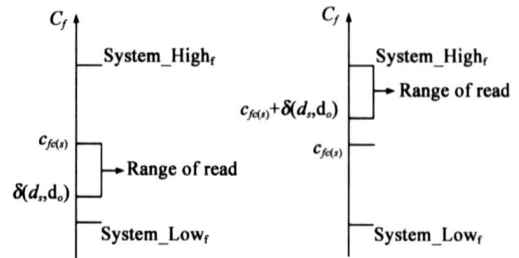 C_f
System_High_f
c_fc(s)
Range of read
δ(d_s,d_o)
System_Low_f
C_f
System_High_f
Range of read
c_fc(s)+δ(d_s,d_o)
c_fc(s)
System_Low_f